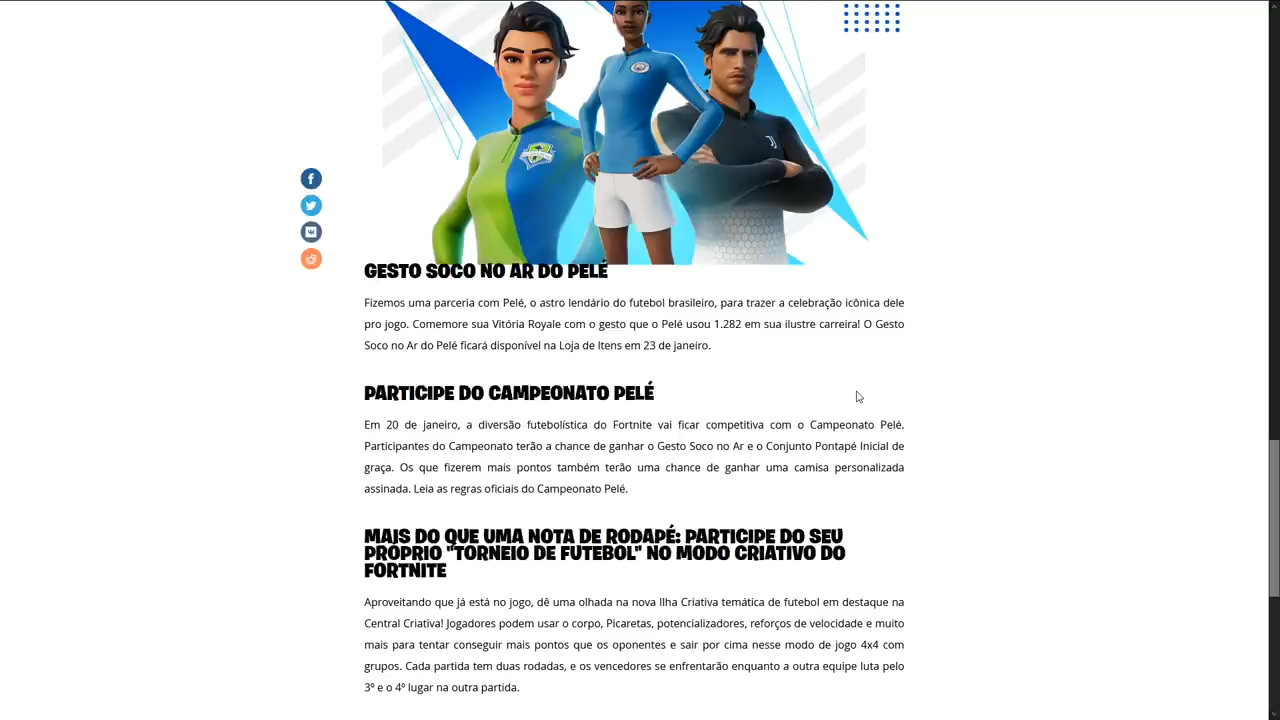 GESTO SOCO NO AR DO PELÉ
Fizemos uma parceria com Pelé, o astro lendário do futebol brasileiro, para trazer a celebração icônica dele
pro jogo. Comemore sua Vitória Royale com o gesto que o Pelé usou 1.282 em sua ilustre carreira! O Gesto
Soco no Ar do Pelé ficará disponível na Loja de Itens em 23 de janeiro.
PARTICIPE DO CAMPEONATO PELÉ
Em 20 de janeiro, a diversão futebolística do Fortnite vai ficar competitiva com o Campeonato Pelé.
Participantes do Campeonato terão a chance de ganhar o Gesto Soco no Ar e o Conjunto Pontapé Inicial de
graça. Os que fizerem mais pontos também terão uma chance de ganhar uma camisa personalizada
assinada. Leia as regras oficiais do Campeonato Pelé.
MAIS DO QUE UMA NOTA DE RODAPÉ: PARTICIPE DO SEU
PRÓPRIO "TORNEIO DE FUTEBOL" NO MODO CRIATIVO DO
FORTNITE
Aproveitando que já está no jogo, dê uma olhada na nova Ilha Criativa temática de futebol em destaque na
Central Criativa! Jogadores podem usar o corpo, Picaretas, potencializadores, reforços de velocidade e muito
mais para tentar conseguir mais pontos que os oponentes e sair por cima nesse modo de jogo 4x4 com
grupos. Cada partida tem duas rodadas, e os vencedores se enfrentarão enquanto a outra equipe luta pelo
3º e o 4º lugar na outra partida.